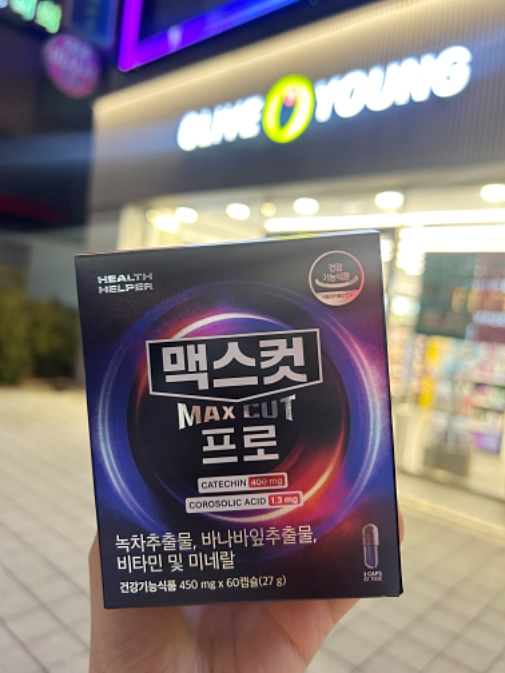 OLIVE YOUNG
HEALTH
HELPER
건강
기능식품
맥스컷
MAX CUT
프로
CATECHIN 400 mg
COROSOLIC ACID 1.3 mg
녹차추출물, 바나바잎추출물,
비타민 및 미네랄
건강기능식품 450 mg x 60캡슐(27 g)